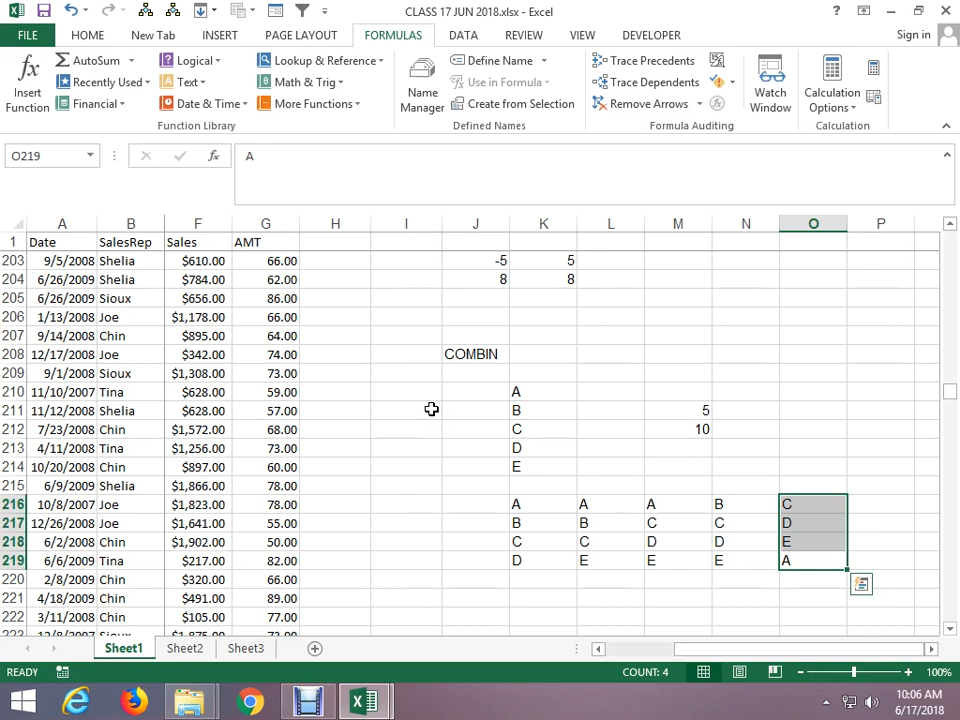 CLASS 17 JUN 2018.xlsx - Excel
FILE HOME New Tab INSERT PAGE LAYOUT FORMULAS DATA REVIEW VIEW DEVELOPER Sign in
Insert Function
AutoSum
Recently Used
Financial
Logical
Text
Date & Time
Lookup & Reference
Math & Trig
More Functions
Function Library
Name Manager
Define Name
Use in Formula
Create from Selection
Defined Names
Trace Precedents
Trace Dependents
Remove Arrows
Formula Auditing
Watch Window
Calculation Options
Calculation
O219 fx A
A B F G H I J K L M N O P
1 Date SalesRep Sales AMT
203 9/5/2008 Shelia $610.00 66.00 -5 5
204 6/26/2009 Shelia $784.00 62.00 8 8
205 6/26/2009 Sioux $656.00 86.00
206 1/13/2008 Joe $1,178.00 66.00
207 9/14/2008 Chin $895.00 64.00
208 12/17/2008 Joe $342.00 74.00 COMBIN
209 9/1/2008 Sioux $1,308.00 73.00
210 11/10/2007 Tina $628.00 59.00 A
211 11/12/2008 Shelia $628.00 57.00 B 5
212 7/23/2008 Chin $1,572.00 68.00 C 10
213 4/11/2008 Tina $1,256.00 73.00 D
214 10/20/2008 Chin $897.00 60.00 E
215 6/9/2009 Shelia $1,866.00 78.00
216 10/8/2007 Joe $1,823.00 78.00 A A A B C
217 12/26/2008 Joe $1,641.00 55.00 B B C C D
218 6/2/2008 Chin $1,902.00 50.00 C C D D E
219 6/6/2009 Tina $217.00 82.00 D E E E A
220 2/8/2009 Chin $320.00 66.00
221 4/18/2009 Chin $491.00 89.00
222 3/11/2008 Chin $105.00 77.00
223 12/8/2007 Sioux $1,875.00 73.00
Sheet1 Sheet2 Sheet3
READY COUNT: 4 100%
10:06 AM
6/17/2018